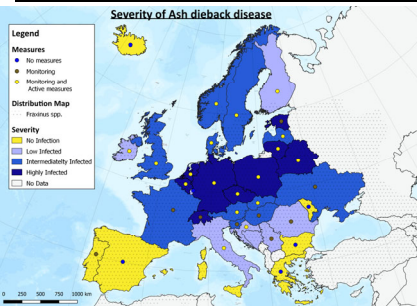 Severity of Ash dieback disease
Legend
Measures
No measures
Monitoring
Monitoring and
Active measures
Distribution Map
Fraxinus spp.
Severity
No Infection
Low Infected
Intermediatelty Infected
Highly Infected
No Data
0 250 500 750 1000 km